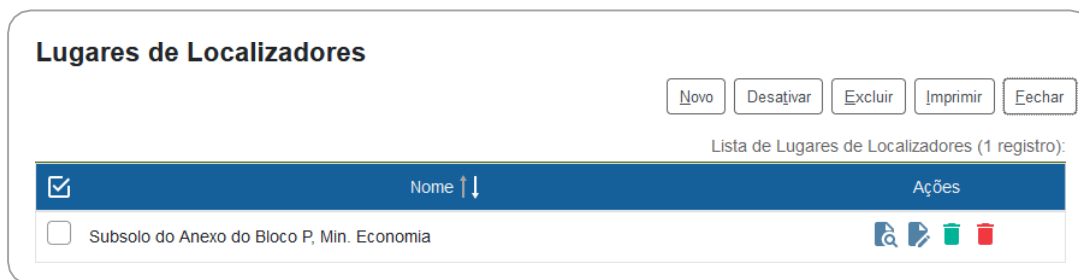 Lugares de Localizadores
Novo Desativar Excluir Imprimir Fechar
Lista de Lugares de Localizadores (1 registro):
Nome Ações
Subsolo do Anexo do Bloco P, Min. Economia